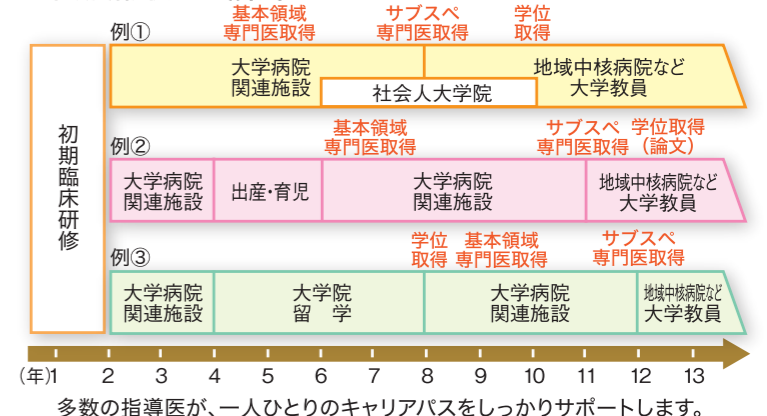 基本領域 サブスペ 学位
例① 専門医取得 専門医取得 取得
大学病院 地域中核病院など
関連施設 大学教員
社会人大学院
初期臨床研修
基本領域 サブスペ 学位取得
例② 専門医取得 専門医取得 (論文)
大学病院 出産・育児 大学病院 地域中核病院など
関連施設 関連施設 大学教員
学位 基本領域 サブスペ
例③ 取得 専門医取得 専門医取得
大学病院 大学院 大学病院 地域中核病院など
関連施設 留 学 関連施設 大学教員
(年)1 2 3 4 5 6 7 8 9 10 11 12 13
多数の指導医が、一人ひとりのキャリアパスをしっかりサポートします。